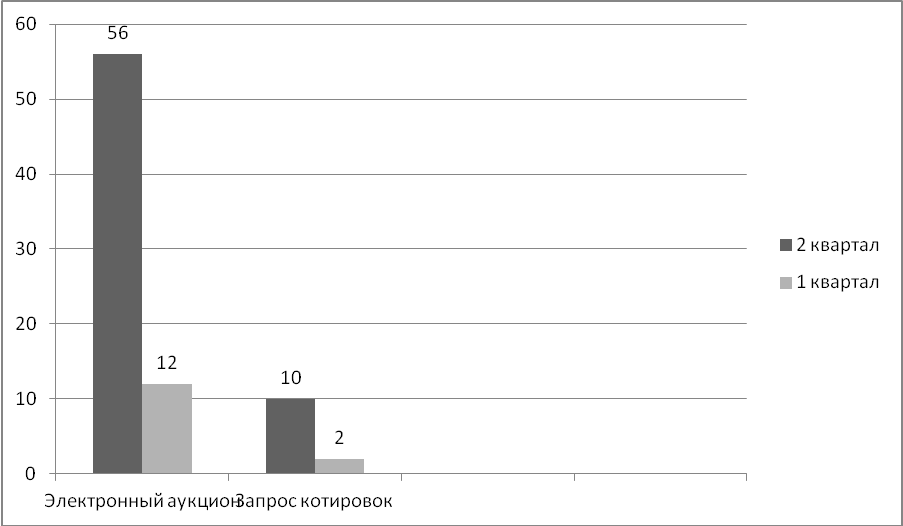 60
50
40
30
20
10
0
56
12
10
2
Электронный аукцион
Запрос котировок
2 квартал
1 квартал